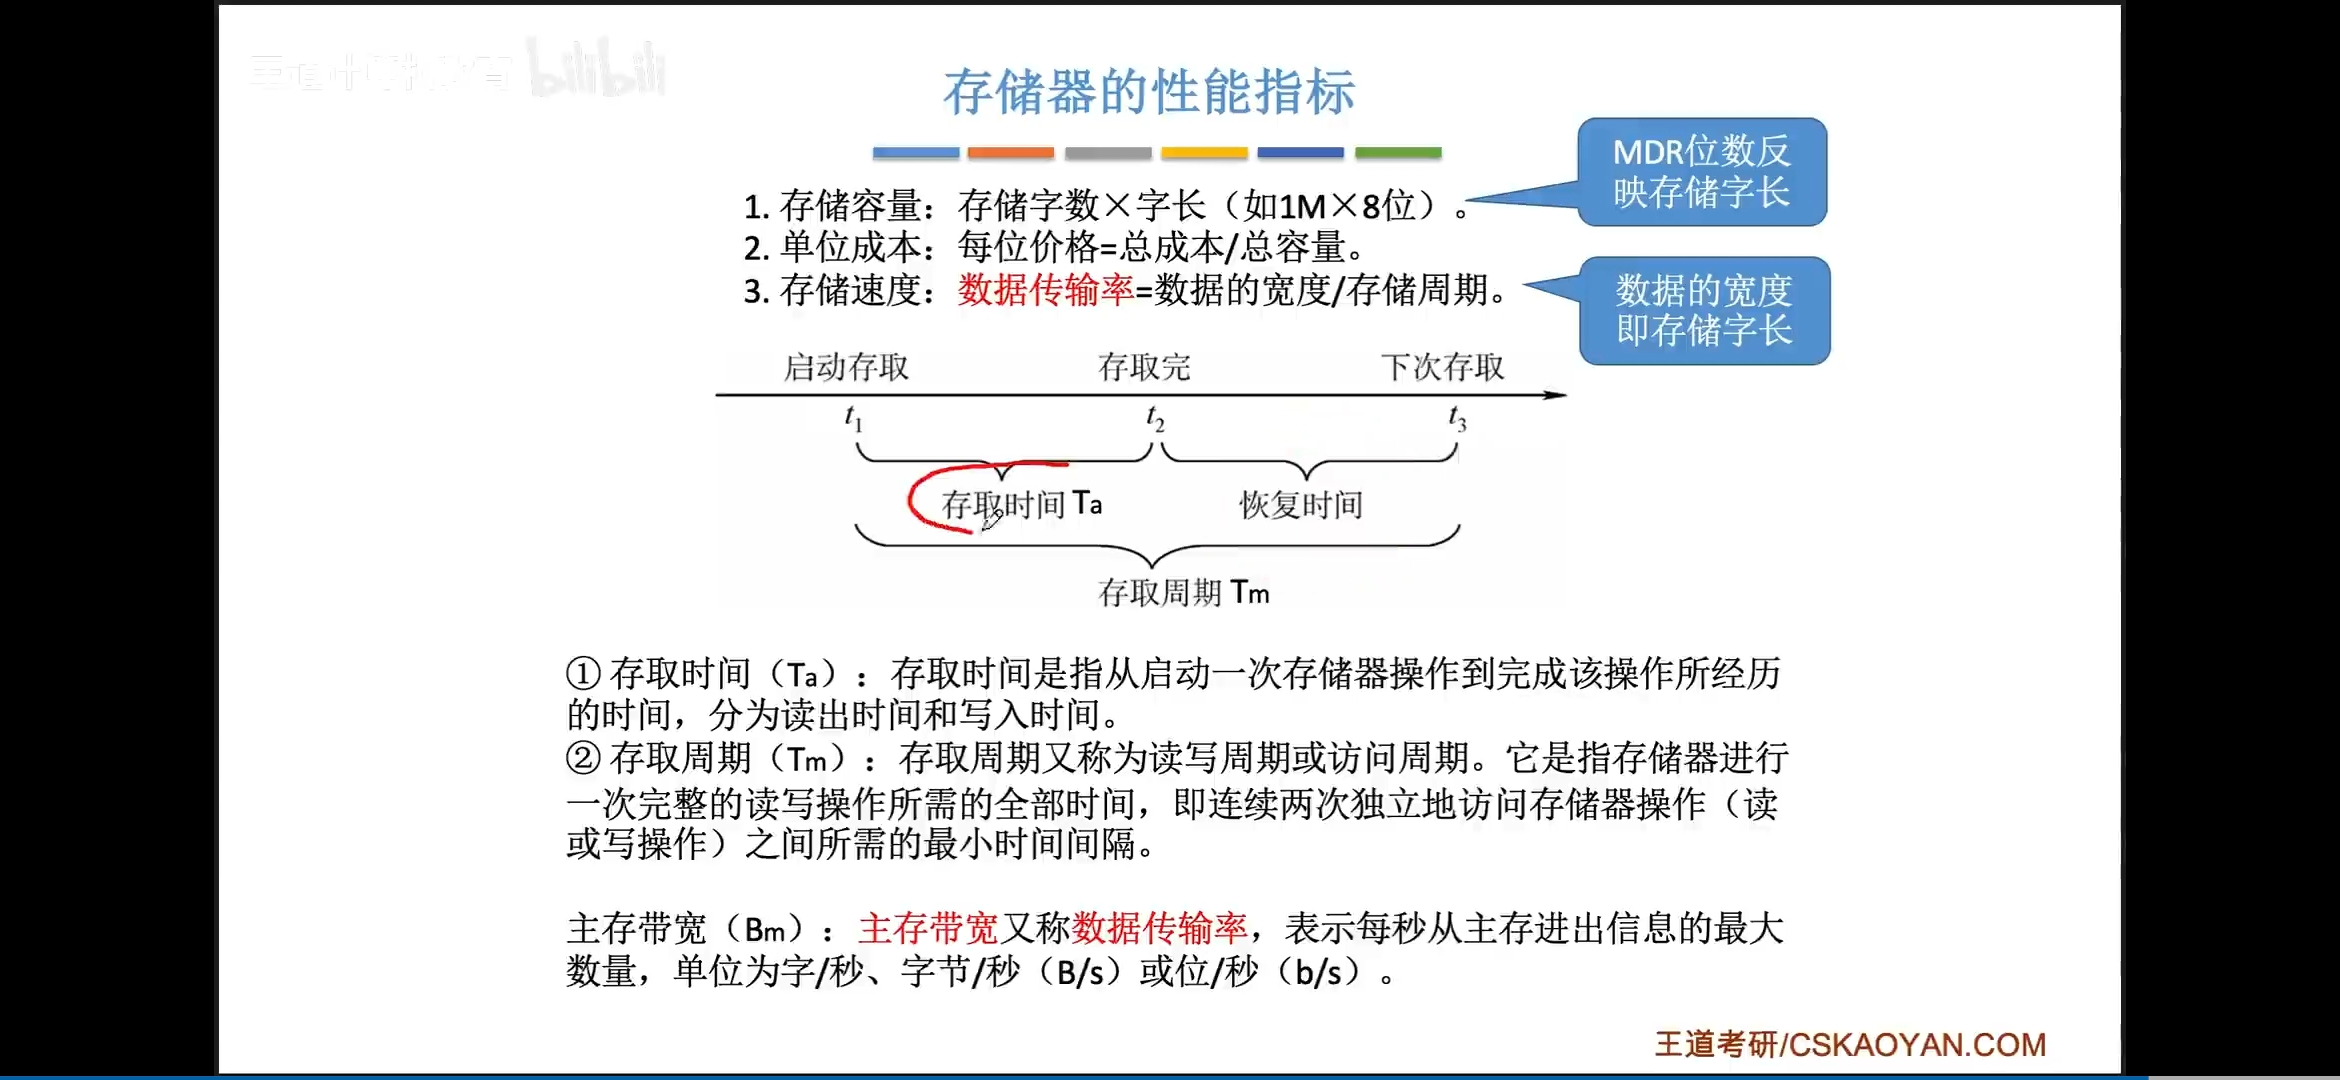 bilibili
存储器的性能指标
MDR位数反
映存储字长
1. 存储容量：存储字数×字长（如1M×8位）。
2. 单位成本：每位价格=总成本/总容量。
3. 存储速度：数据传输率=数据的宽度/存储周期。
数据的宽度
即存储字长
启动存取 存取完 下次存取
t1 t2 t3
存取时间 Ta 恢复时间
存取周期 Tm
① 存取时间（Ta）：存取时间是指从启动一次存储器操作到完成该操作所经历
的时间，分为读出时间和写入时间。
② 存取周期（Tm）：存取周期又称为读写周期或访问周期。它是指存储器进行
一次完整的读写操作所需的全部时间，即连续两次独立地访问存储器操作（读
或写操作）之间所需的最小时间间隔。
主存带宽（Bm）：主存带宽又称数据传输率，表示每秒从主存进出信息的最大
数量，单位为字/秒、字节/秒（B/s）或位/秒（b/s）。
王道考研/CSKAOYAN.COM